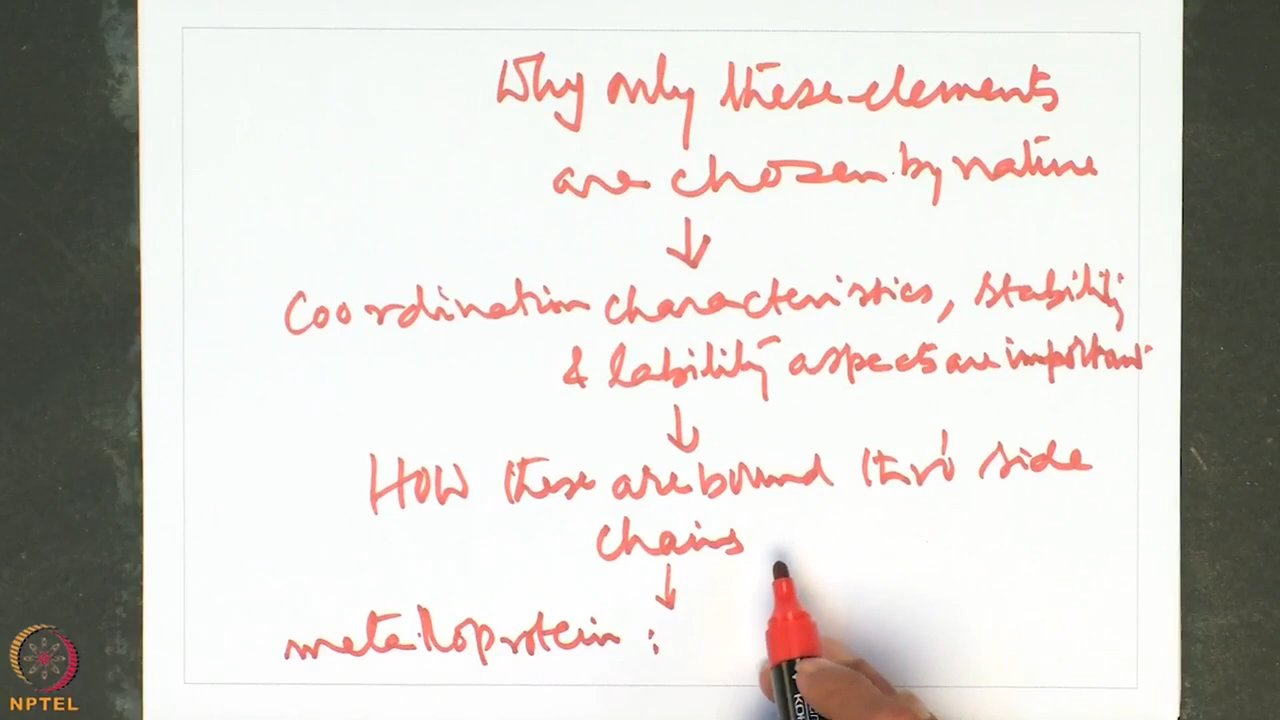 Why only these elements
are chosen by nature
↓
Coordination characteristics, stability
& lability aspects are important
↓
How these are bound thro' side
chains
↓
metalloprotein :
NPTEL